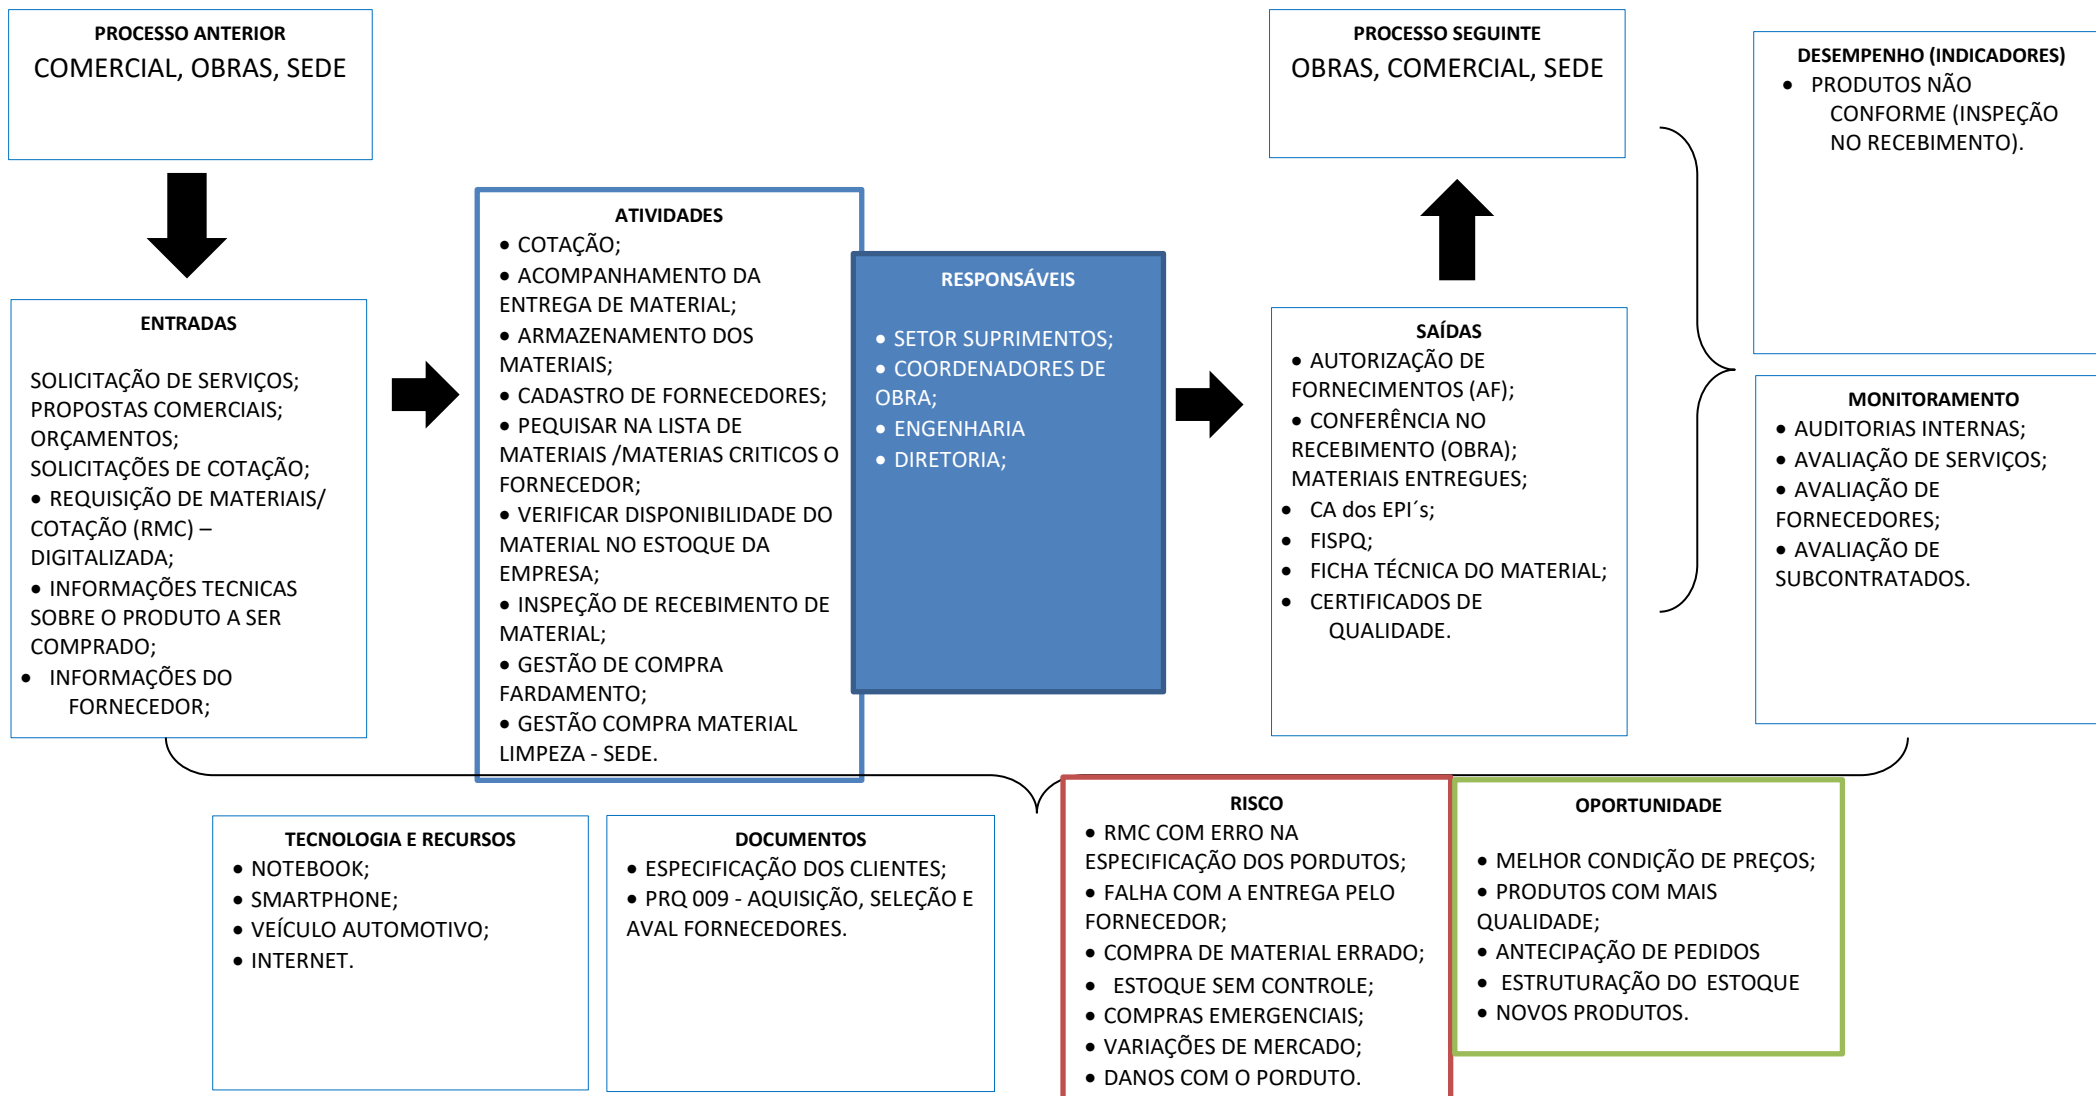 PROCESSO ANTERIOR
COMERCIAL, OBRAS, SEDE
PROCESSO SEGUINTE
OBRAS, COMERCIAL, SEDE
DESEMPENHO (INDICADORES)
• PRODUTOS NÃO
CONFORME (INSPEÇÃO
NO RECEBIMENTO).
ENTRADAS
SOLICITAÇÃO DE SERVIÇOS;
PROPOSTAS COMERCIAIS;
ORÇAMENTOS;
SOLICITAÇÕES DE COTAÇÃO;
• REQUISIÇÃO DE MATERIAIS/
COTAÇÃO (RMC) –
DIGITALIZADA;
• INFORMAÇÕES TECNICAS
SOBRE O PRODUTO A SER
COMPRADO;
• INFORMAÇÕES DO
FORNECEDOR;
ATIVIDADES
• COTAÇÃO;
• ACOMPANHAMENTO DA
ENTREGA DE MATERIAL;
• ARMAZENAMENTO DOS
MATERIAIS;
• CADASTRO DE FORNECEDORES;
• PEQUISAR NA LISTA DE
MATERIAIS /MATERIAS CRITICOS O
FORNECEDOR;
• VERIFICAR DISPONIBILIDADE DO
MATERIAL NO ESTOQUE DA
EMPRESA;
• INSPEÇÃO DE RECEBIMENTO DE
MATERIAL;
• GESTÃO DE COMPRA
FARDAMENTO;
• GESTÃO COMPRA MATERIAL
LIMPEZA - SEDE.
RESPONSÁVEIS
• SETOR SUPRIMENTOS;
• COORDENADORES DE
OBRA;
• ENGENHARIA
• DIRETORIA;
SAÍDAS
• AUTORIZAÇÃO DE
FORNECIMENTOS (AF);
• CONFERÊNCIA NO
RECEBIMENTO (OBRA);
MATERIAIS ENTREGUES;
• CA dos EPI´s;
• FISPQ;
• FICHA TÉCNICA DO MATERIAL;
• CERTIFICADOS DE
QUALIDADE.
MONITORAMENTO
• AUDITORIAS INTERNAS;
• AVALIAÇÃO DE SERVIÇOS;
• AVALIAÇÃO DE
FORNECEDORES;
• AVALIAÇÃO DE
SUBCONTRATADOS.
TECNOLOGIA E RECURSOS
• NOTEBOOK;
• SMARTPHONE;
• VEÍCULO AUTOMOTIVO;
• INTERNET.
DOCUMENTOS
• ESPECIFICAÇÃO DOS CLIENTES;
• PRQ 009 - AQUISIÇÃO, SELEÇÃO E
AVAL FORNECEDORES.
RISCO
• RMC COM ERRO NA
ESPECIFICAÇÃO DOS PORDUTOS;
• FALHA COM A ENTREGA PELO
FORNECEDOR;
• COMPRA DE MATERIAL ERRADO;
• ESTOQUE SEM CONTROLE;
• COMPRAS EMERGENCIAIS;
• VARIAÇÕES DE MERCADO;
• DANOS COM O PORDUTO.
OPORTUNIDADE
• MELHOR CONDIÇÃO DE PREÇOS;
• PRODUTOS COM MAIS
QUALIDADE;
• ANTECIPAÇÃO DE PEDIDOS
• ESTRUTURAÇÃO DO ESTOQUE
• NOVOS PRODUTOS.